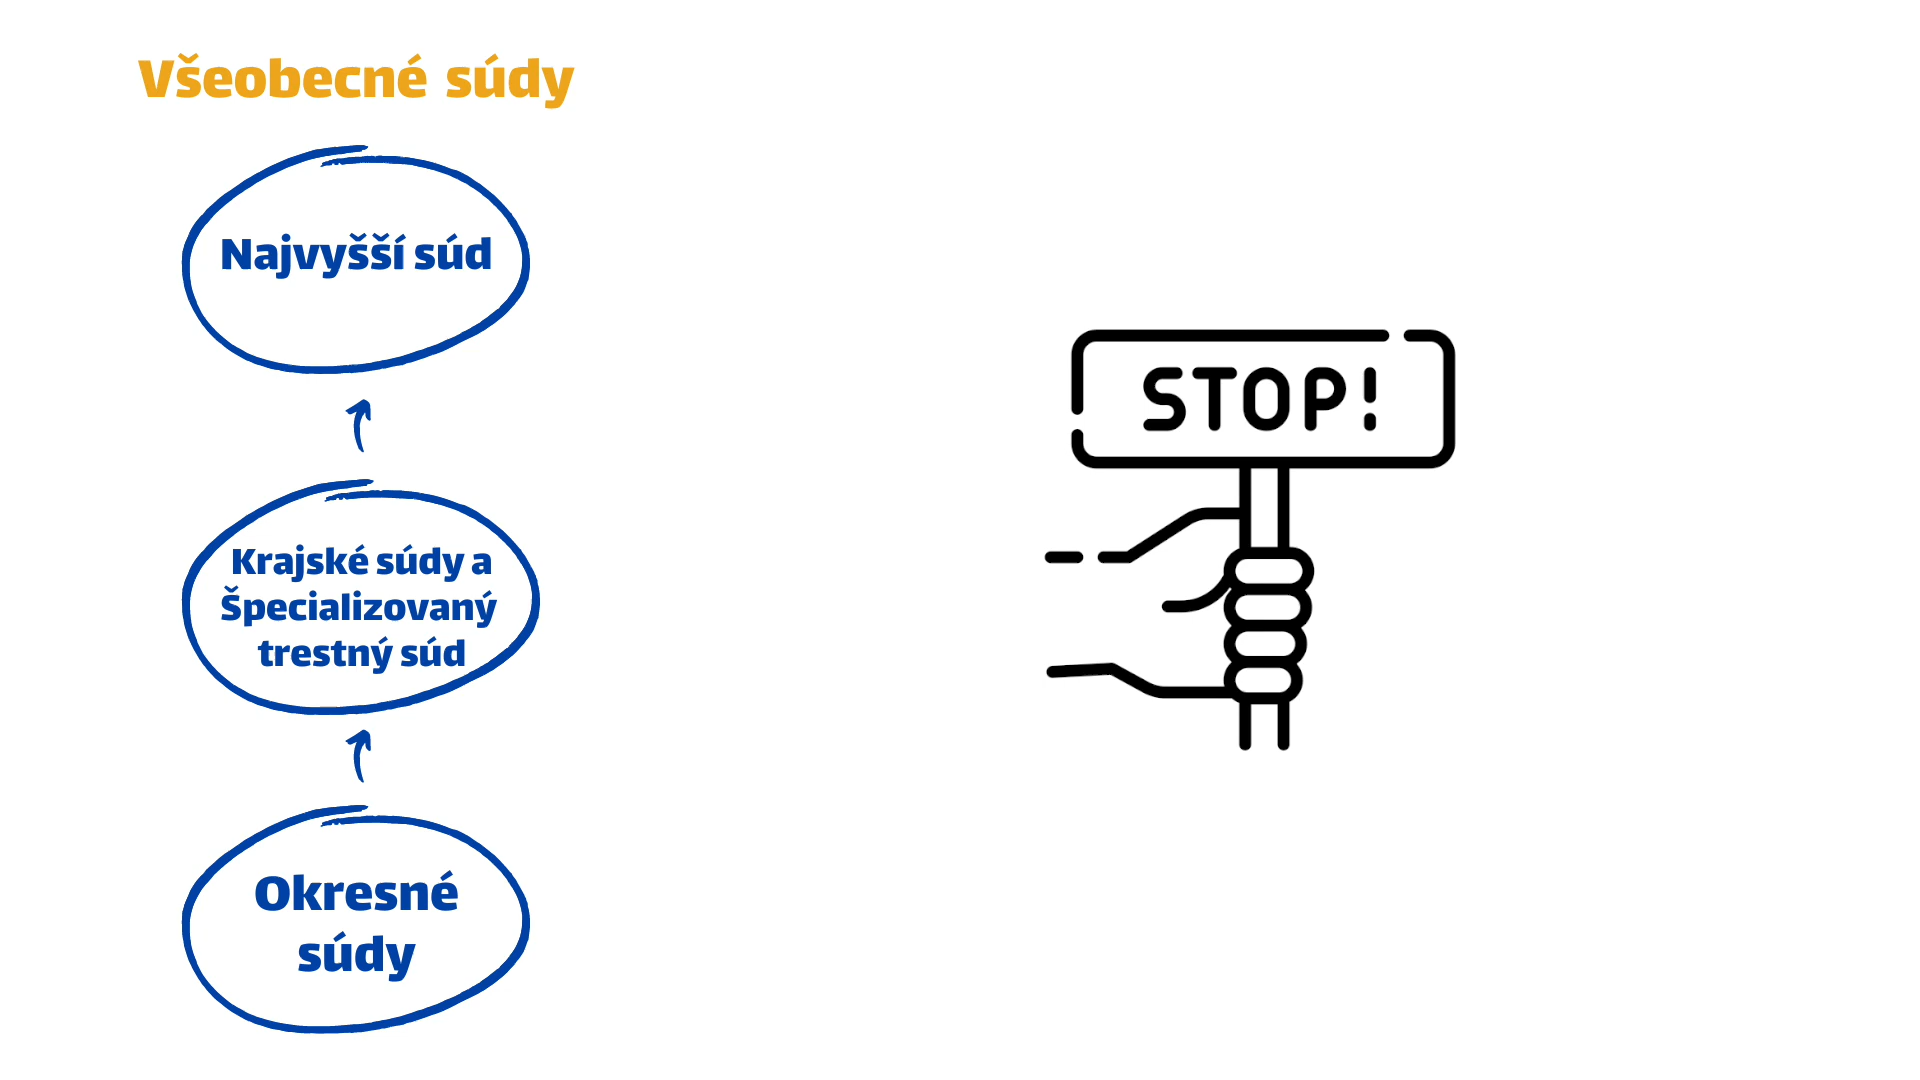 Všeobecné súdy
Najvyšší súd
Krajské súdy a
Špecializovaný
trestný súd
Okresné
súdy
STOP!